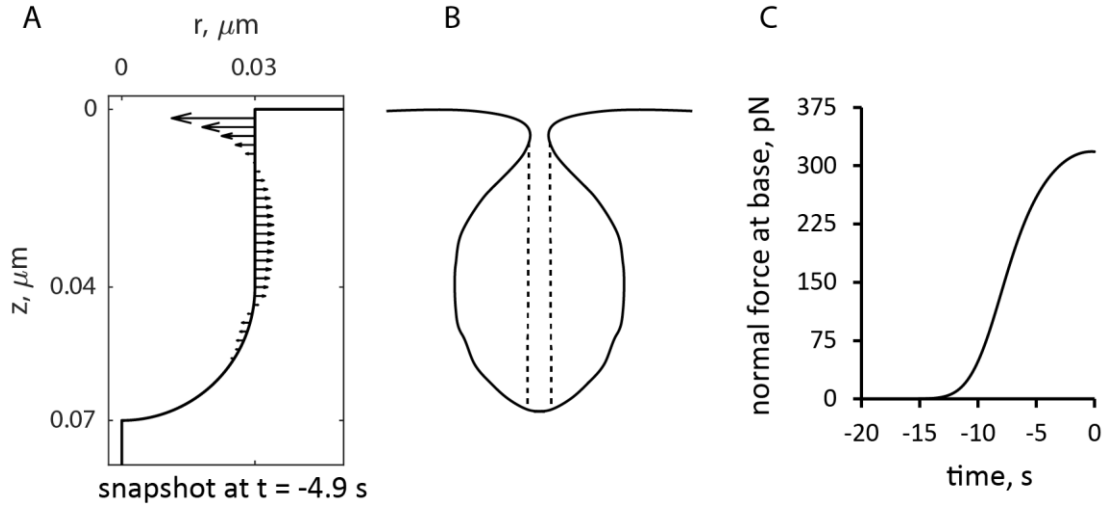 A
r, μm
0 0.03
0
0.04
0.07
z, μm
snapshot at t = -4.9 s
B
C
normal force at base, pN
375
300
225
150
75
0
-20 -15 -10 -5 0
time, s